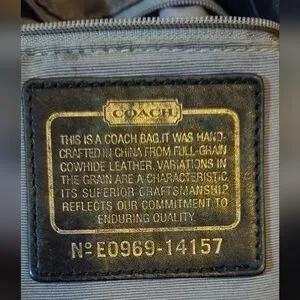 COACH
THIS IS A COACH BAG.IT WAS HAND-
CRAFTED IN CHINA FROM FULL-GRAIN
COWHIDE LEATHER. VARIATIONS IN
THE GRAIN ARE A CHARACTERISTIC.
ITS SUPERIOR CRAFTSMANSHIP
REFLECTS OUR COMMITMENT TO
ENDURING QUALITY.
Nº E0969-14157